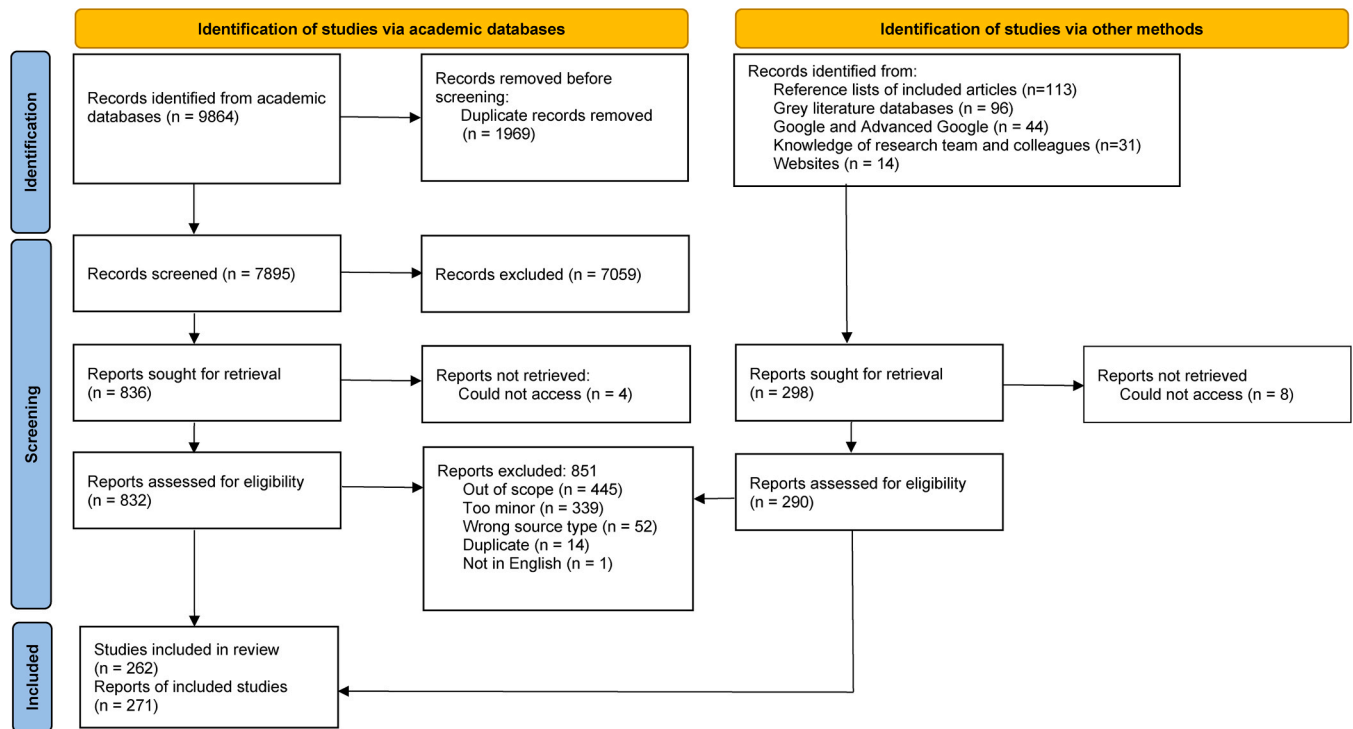 Identification of studies via academic databases
Identification of studies via other methods
Identification
Records identified from academic
databases (n = 9864)
Records removed before
screening:
Duplicate records removed
(n = 1969)
Records identified from:
Reference lists of included articles (n=113)
Grey literature databases (n = 96)
Google and Advanced Google (n = 44)
Knowledge of research team and colleagues (n=31)
Websites (n = 14)
Screening
Records screened (n = 7895)
Records excluded (n = 7059)
Reports sought for retrieval
(n = 836)
Reports not retrieved:
Could not access (n = 4)
Reports sought for retrieval
(n = 298)
Reports not retrieved
Could not access (n = 8)
Reports assessed for eligibility
(n = 832)
Reports excluded: 851
Out of scope (n = 445)
Too minor (n = 339)
Wrong source type (n = 52)
Duplicate (n = 14)
Not in English (n = 1)
Reports assessed for eligibility
(n = 290)
Included
Studies included in review
(n = 262)
Reports of included studies
(n = 271)